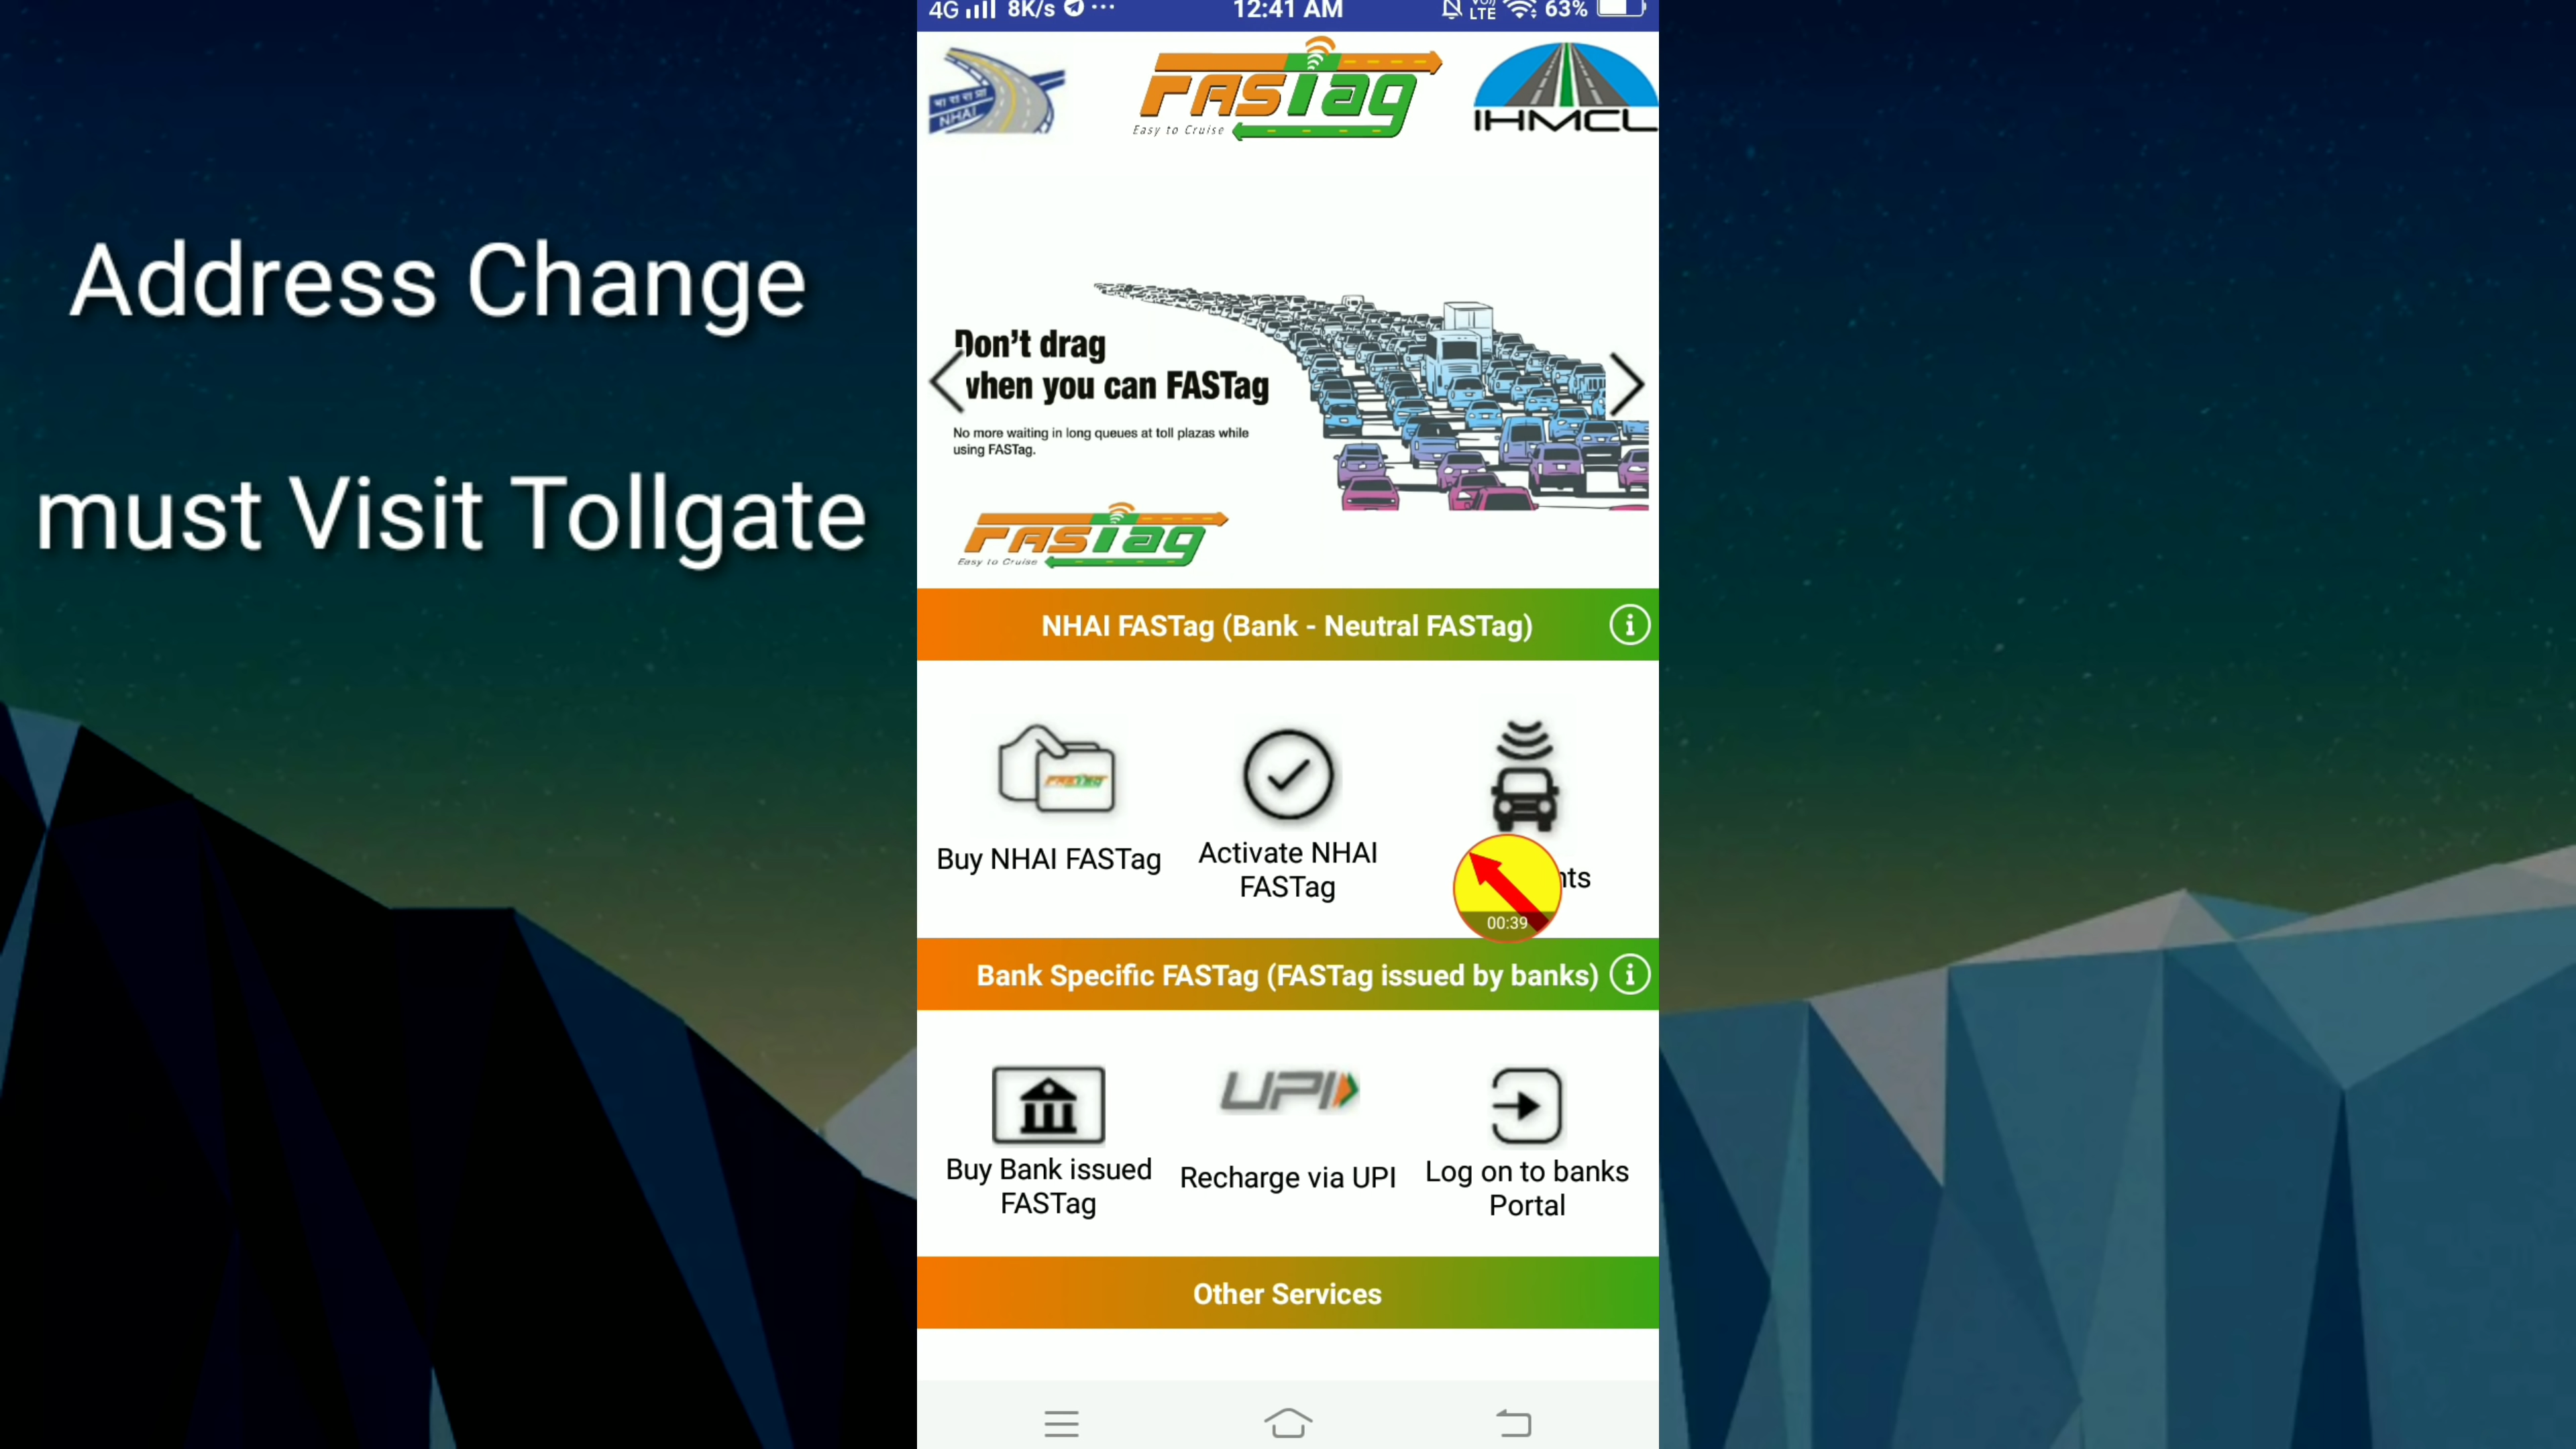 Address Change
must Visit Tollgate
4G 8K/s ... 12:41 AM LTE 63%
भा रा रा प्रा
NHAI
FASTag
Easy to Cruise
IHMCL
Don't drag
when you can FASTag
No more waiting in long queues at toll plazas while
using FASTag.
FASTag
Easy to Cruise
NHAI FASTag (Bank - Neutral FASTag)
Buy NHAI FASTag
Activate NHAI
FASTag
00:39
Bank Specific FASTag (FASTag issued by banks)
UPI
Buy Bank issued
FASTag
Recharge via UPI
Log on to banks
Portal
Other Services